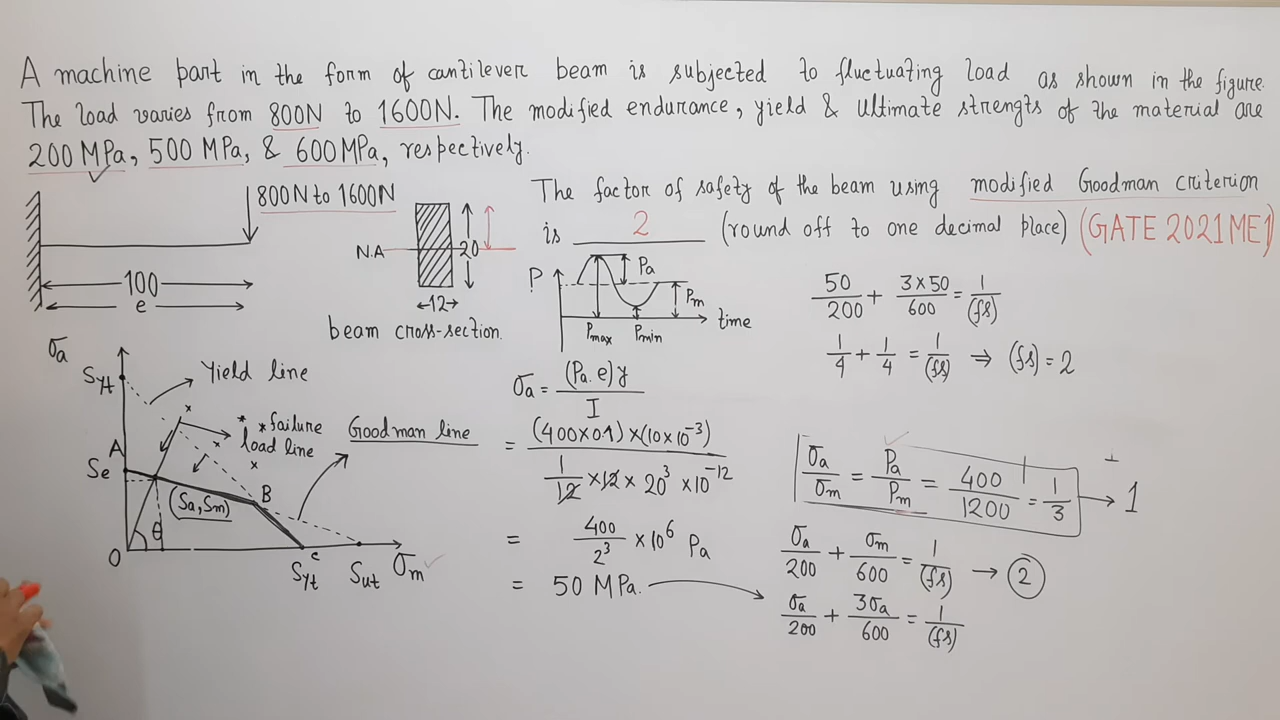 A machine part in the form of cantilever beam is subjected to fluctuating load as shown in the figure.
The load varies from 800N to 1600N. The modified endurance, yield & ultimate strengts of the material are
200 MPa, 500 MPa, & 600 MPa, respectively.
The factor of safety of the beam using modified Goodman criterion
is 2 (round off to one decimal place) (GATE 2021 ME1)
800N to 1600N
100
e
N.A
20
12
beam cross-section.
P
Pa
Pm
Pmax
Pmin
time
σa
Syt
Yield line
failure
load line
Goodman line
A
Se
B
(Sa, Sm)
θ
O
c
Syt
Sut
σm
σa = (Pa.e)y / I
= (400×0.1) × (10×10⁻³) / (1/12 × 12 × 20³ × 10⁻¹²)
= 400/2³ × 10⁶ Pa
= 50 MPa.
50/200 + 3×50/600 = 1/(fs)
1/4 + 1/4 = 1/(fs) ⇒ (fs) = 2
σa/σm = Pa/Pm = 400/1200 = 1/3 → 1
σa/200 + σm/600 = 1/(fs) → 2
σa/200 + 3σa/600 = 1/(fs)